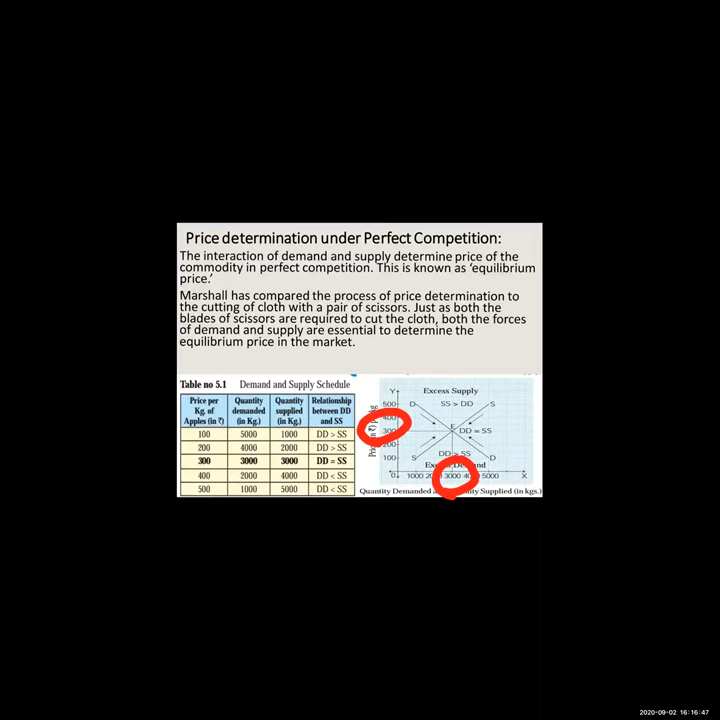 Price determination under Perfect Competition:
The interaction of demand and supply determine price of the
commodity in perfect competition. This is known as ‘equilibrium
price.’
Marshall has compared the process of price determination to
the cutting of cloth with a pair of scissors. Just as both the
blades of scissors are required to cut the cloth, both the forces
of demand and supply are essential to determine the
equilibrium price in the market.
Table no 5.1 Demand and Supply Schedule
Price per Kg. of Apples (in ₹) Quantity demanded (in Kg.) Quantity supplied (in Kg.) Relationship between DD and SS
100 5000 1000 DD > SS
200 4000 2000 DD > SS
300 3000 3000 DD = SS
400 2000 4000 DD < SS
500 1000 5000 DD < SS
Y Excess Supply
500 D SS > DD S
400
300 E DD = SS
200 DD > SS
100 S D
Excess Demand
0 1000 3000 5000 X
Quantity Demanded Supplied (in kgs.)
2020-09-02 16:16:47